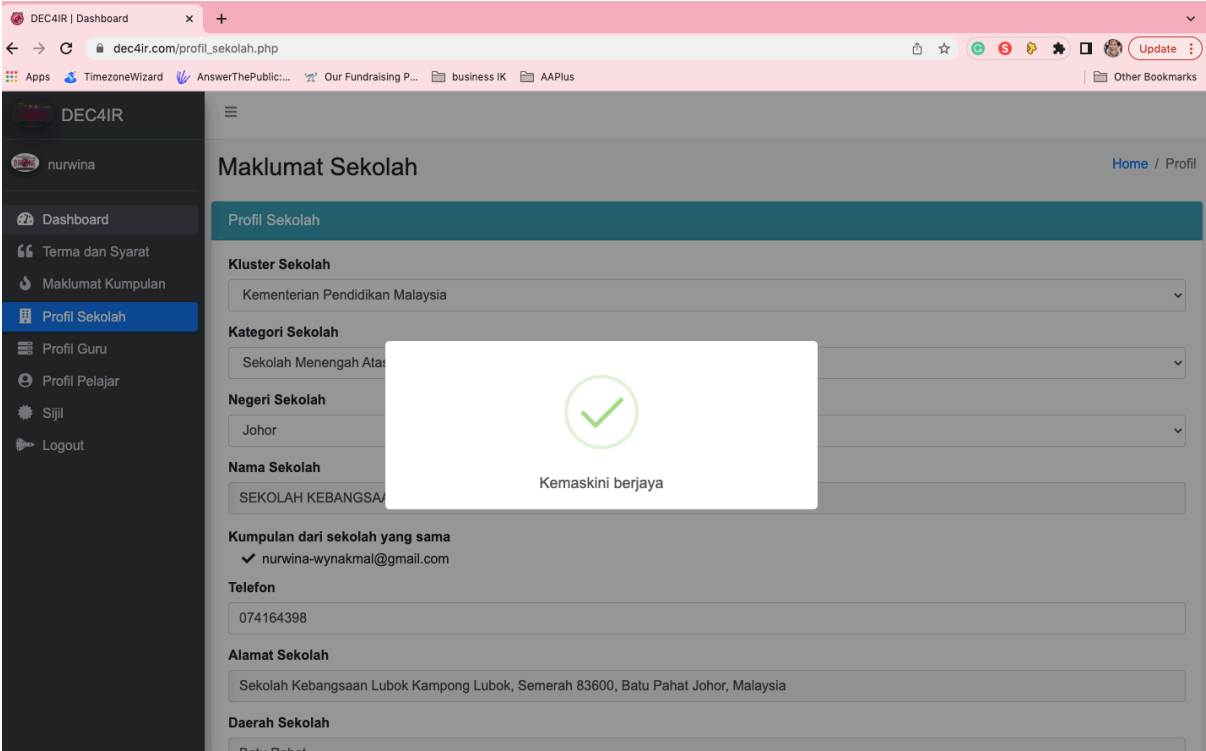 DEC4IR | Dashboard
dec4ir.com/profil_sekolah.php
Update
Apps TimezoneWizard AnswerThePublic:... Our Fundraising P... business IK AAPlus Other Bookmarks
DEC4IR
nurwina
Dashboard
Terma dan Syarat
Maklumat Kumpulan
Profil Sekolah
Profil Guru
Profil Pelajar
Sijil
Logout
Maklumat Sekolah
Home / Profil
Profil Sekolah
Kluster Sekolah
Kementerian Pendidikan Malaysia
Kategori Sekolah
Sekolah Menengah Atas
Negeri Sekolah
Johor
Nama Sekolah
SEKOLAH KEBANGSAA
Kemaskini berjaya
Kumpulan dari sekolah yang sama
nurwina-wynakmal@gmail.com
Telefon
074164398
Alamat Sekolah
Sekolah Kebangsaan Lubok Kampong Lubok, Semerah 83600, Batu Pahat Johor, Malaysia
Daerah Sekolah
Batu Pahat